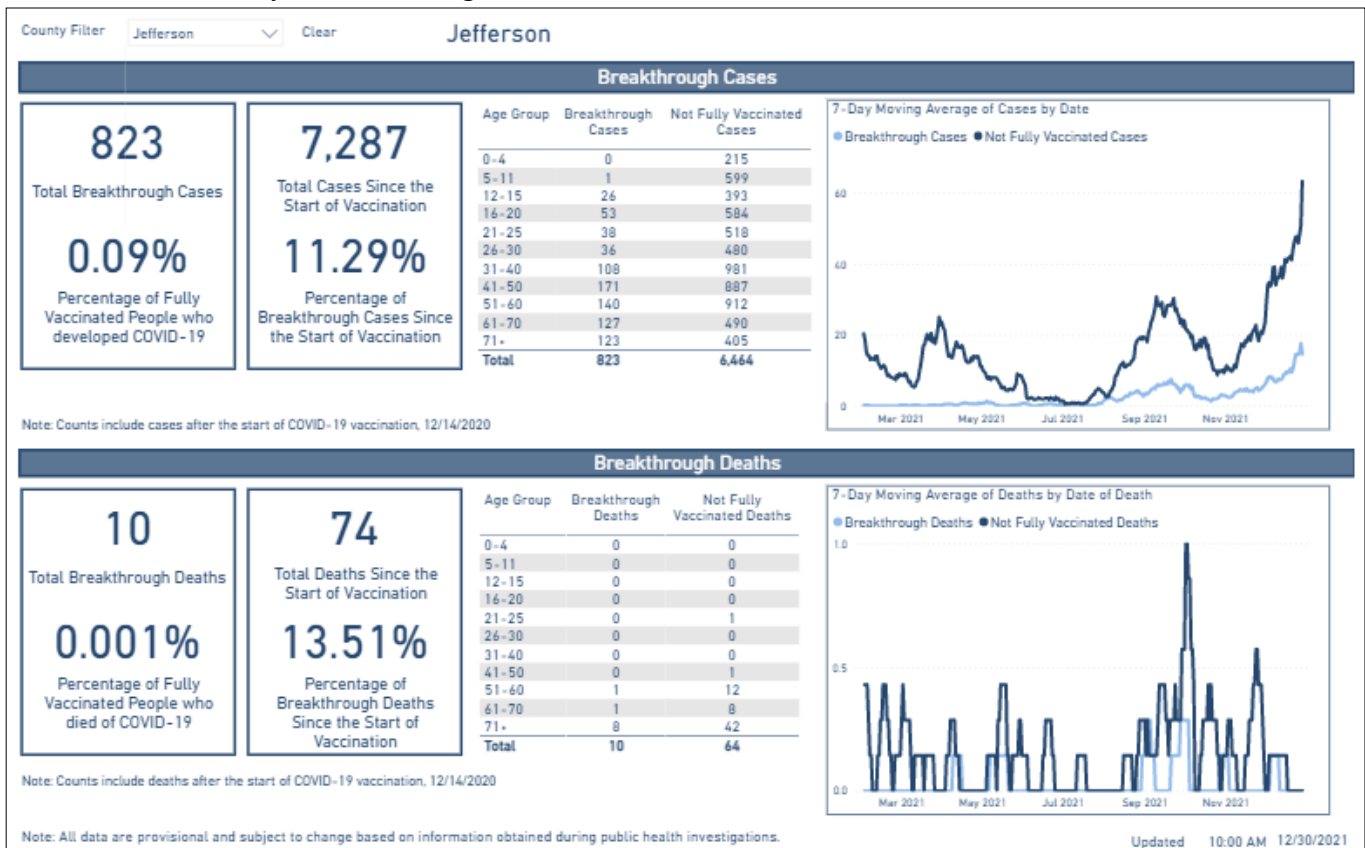 County Filter Jefferson Clear Jefferson
Breakthrough Cases
823
Total Breakthrough Cases
0.09%
Percentage of Fully
Vaccinated People who
developed COVID-19
7,287
Total Cases Since the
Start of Vaccination
11.29%
Percentage of
Breakthrough Cases Since
the Start of Vaccination
Age Group Breakthrough Cases Not Fully Vaccinated Cases
0-4 0 215
5-11 1 599
12-15 26 393
16-20 53 584
21-25 38 518
26-30 36 480
31-40 108 981
41-50 171 887
51-60 140 912
61-70 127 490
71+ 123 405
Total 823 6,464
7-Day Moving Average of Cases by Date
Breakthrough Cases Not Fully Vaccinated Cases
60
40
20
0
Mar 2021 May 2021 Jul 2021 Sep 2021 Nov 2021
Note: Counts include cases after the start of COVID-19 vaccination, 12/14/2020
Breakthrough Deaths
10
Total Breakthrough Deaths
0.001%
Percentage of Fully
Vaccinated People who
died of COVID-19
74
Total Deaths Since the
Start of Vaccination
13.51%
Percentage of
Breakthrough Deaths
Since the Start of
Vaccination
Age Group Breakthrough Deaths Not Fully Vaccinated Deaths
0-4 0 0
5-11 0 0
12-15 0 0
16-20 0 0
21-25 0 1
26-30 0 0
31-40 0 0
41-50 0 1
51-60 1 12
61-70 1 8
71+ 8 42
Total 10 64
7-Day Moving Average of Deaths by Date of Death
Breakthrough Deaths Not Fully Vaccinated Deaths
1.0
0.5
0.0
Mar 2021 May 2021 Jul 2021 Sep 2021 Nov 2021
Note: Counts include deaths after the start of COVID-19 vaccination, 12/14/2020
Note: All data are provisional and subject to change based on information obtained during public health investigations.
Updated 10:00 AM 12/30/2021